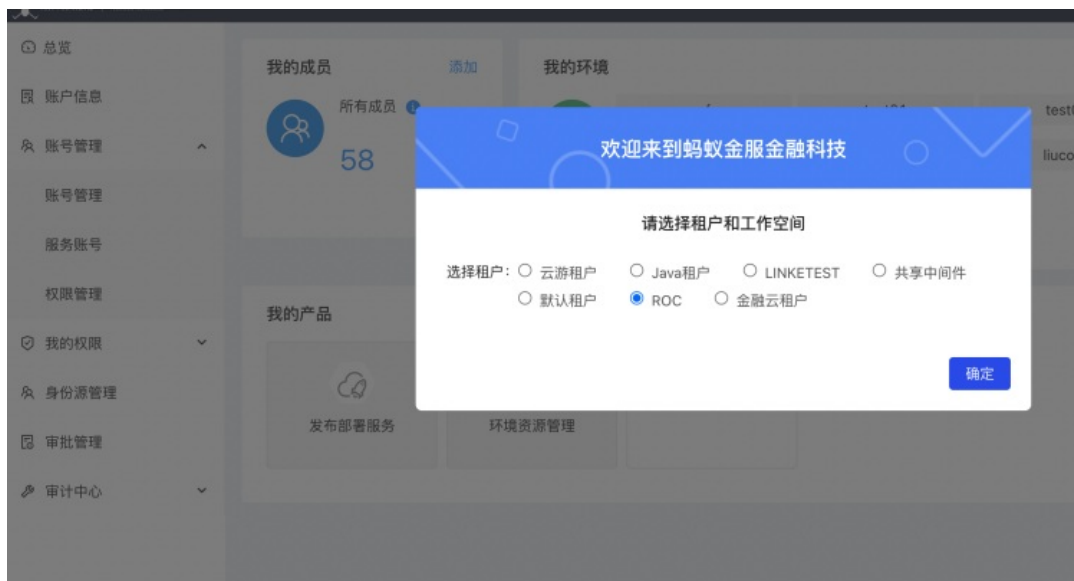 总览
账户信息
账号管理
账号管理
服务账号
权限管理
我的权限
身份源管理
审批管理
审计中心
我的成员 添加
所有成员
58
我的环境
liuco
欢迎来到蚂蚁金服金融科技
请选择租户和工作空间
选择租户: 云游租户 Java租户 LINKETEST 共享中间件
默认租户 ROC 金融云租户
确定
我的产品
发布部署服务 环境资源管理